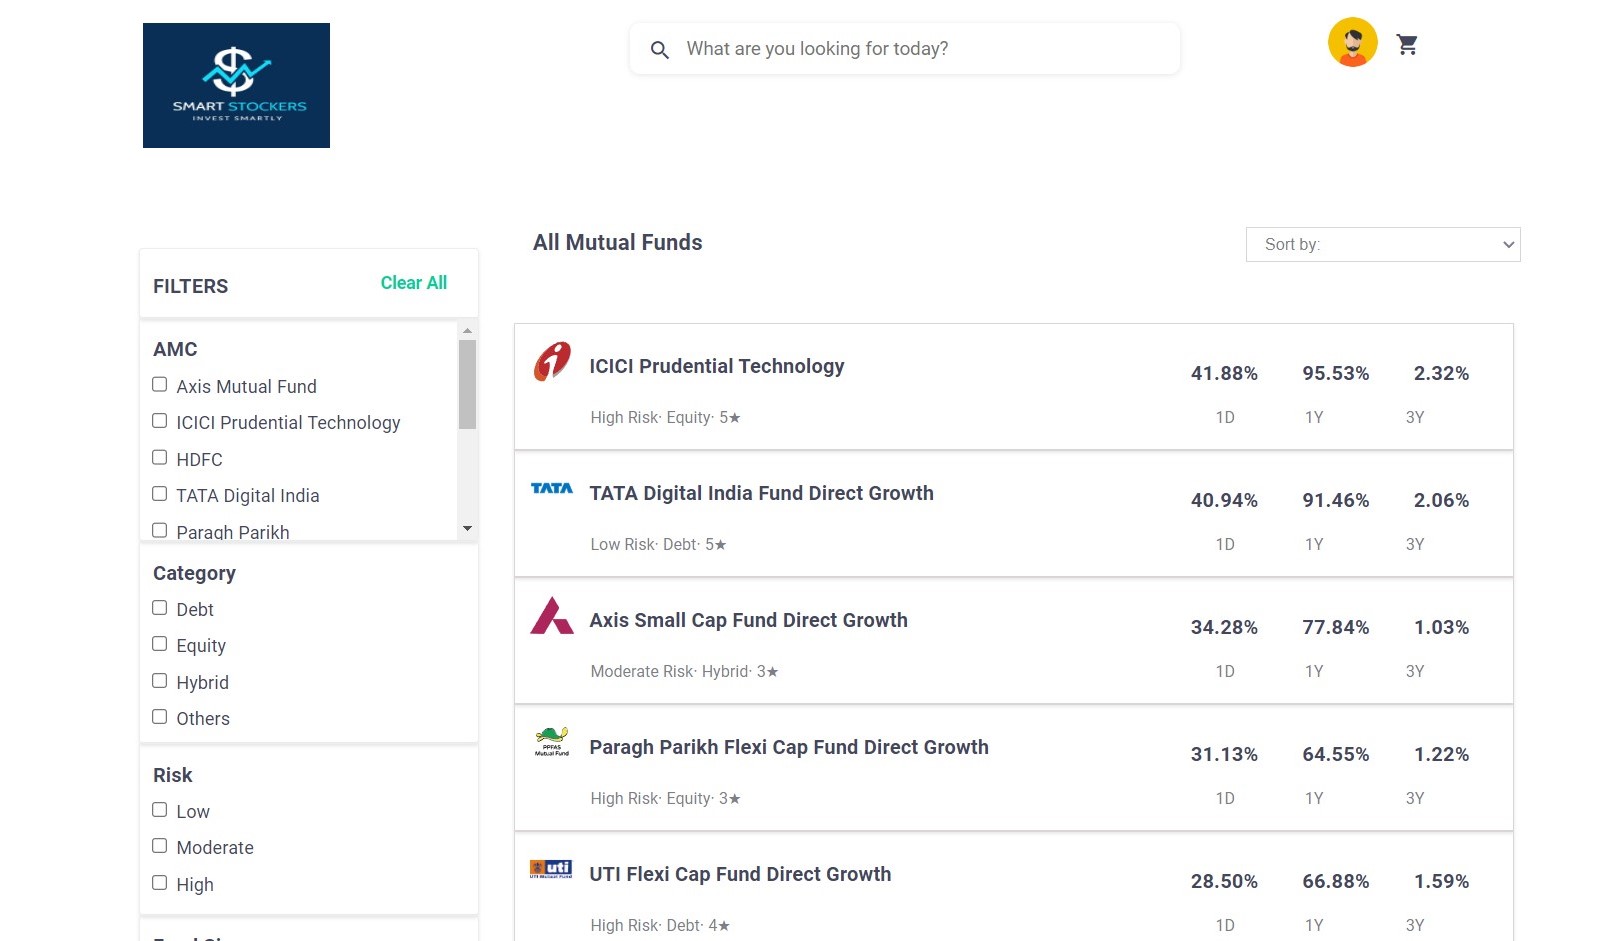 SMART STOCKERS
INVEST SMARTLY
What are you looking for today?
FILTERS
Clear All
AMC
Axis Mutual Fund
ICICI Prudential Technology
HDFC
TATA Digital India
Paragh Parikh
Category
Debt
Equity
Hybrid
Others
Risk
Low
Moderate
High
All Mutual Funds
Sort by:
ICICI Prudential Technology
41.88% 95.53% 2.32%
High Risk· Equity· 5★
1D 1Y 3Y
TATA
TATA Digital India Fund Direct Growth
40.94% 91.46% 2.06%
Low Risk· Debt· 5★
1D 1Y 3Y
Axis Small Cap Fund Direct Growth
34.28% 77.84% 1.03%
Moderate Risk· Hybrid· 3★
1D 1Y 3Y
PPFAS
Mutual Fund
Paragh Parikh Flexi Cap Fund Direct Growth
31.13% 64.55% 1.22%
High Risk· Equity· 3★
1D 1Y 3Y
uti
UTI Mutual Fund
UTI Flexi Cap Fund Direct Growth
28.50% 66.88% 1.59%
High Risk· Debt· 4★
1D 1Y 3Y